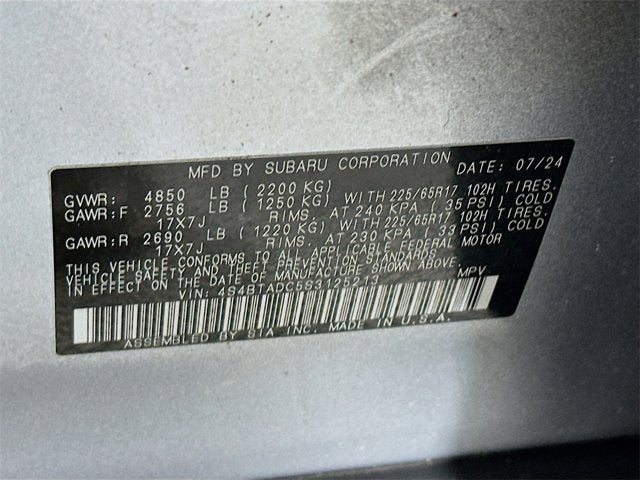 MFD BY SUBARU CORPORATION DATE: 07/24
GVWR: 4850 LB (2200 KG)
GAWR:F 2756 LB (1250 KG) WITH 225/65R17 102H TIRES,
17X7J RIMS, AT 240 KPA (35 PSI) COLD
GAWR:R 2690 LB (1220 KG) WITH 225/65R17 102H TIRES,
17X7J RIMS, AT 230 KPA (33 PSI) COLD
THIS VEHICLE CONFORMS TO ALL APPLICABLE FEDERAL MOTOR
VEHICLE SAFETY AND THEFT PREVENTION STANDARDS
IN EFFECT ON THE DATE OF MANUFACTURE SHOWN ABOVE.
VIN: 4S4BTADC5S3125213 MPV
ASSEMBLED BY SIA Inc. MADE IN U.S.A.